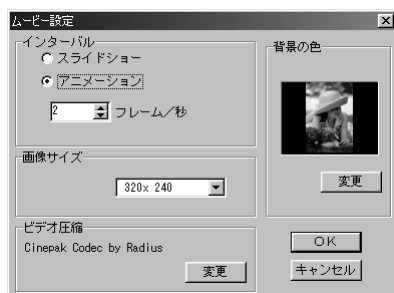 ムービー設定
インターバル
スライドショー
アニメーション
2 フレーム／秒
画像サイズ
320x 240
ビデオ圧縮
Cinepak Codec by Radius
変更
背景の色
変更
OK
キャンセル